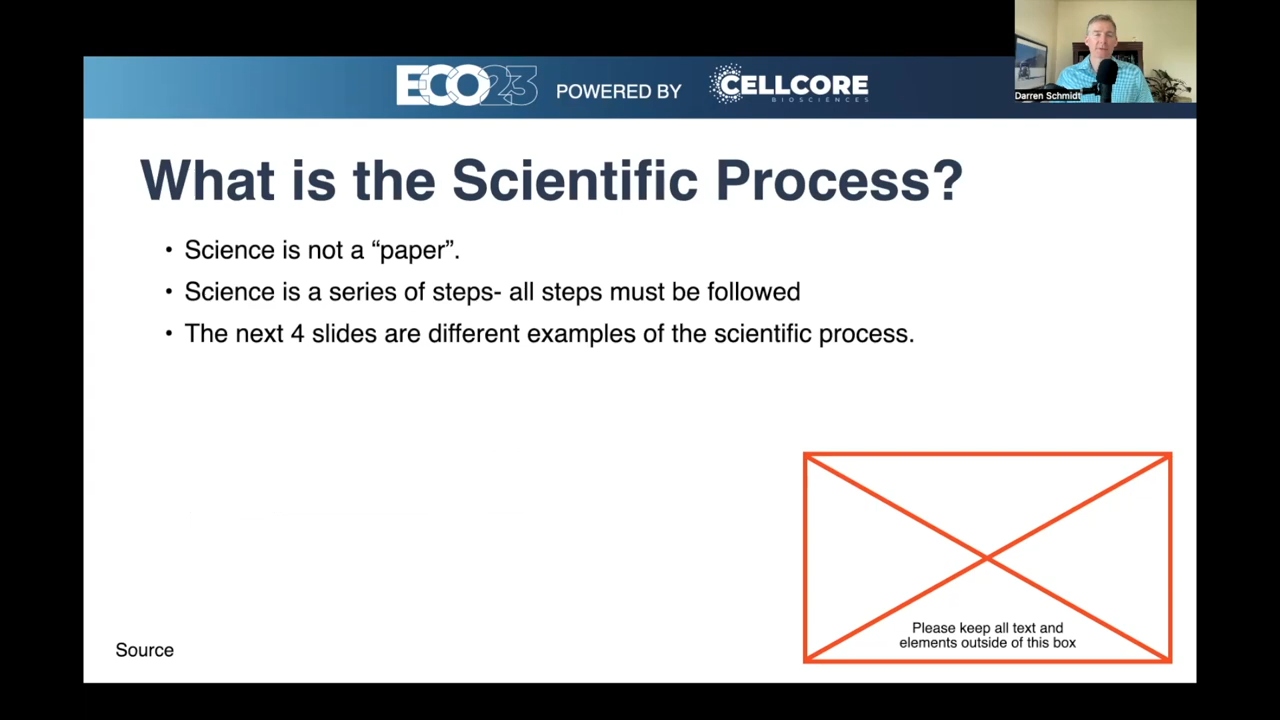 ECO23 POWERED BY CELLCORE
BIOSCIENCES
Darren Schmidt
What is the Scientific Process?
• Science is not a “paper”.
• Science is a series of steps- all steps must be followed
• The next 4 slides are different examples of the scientific process.
Please keep all text and
elements outside of this box
Source